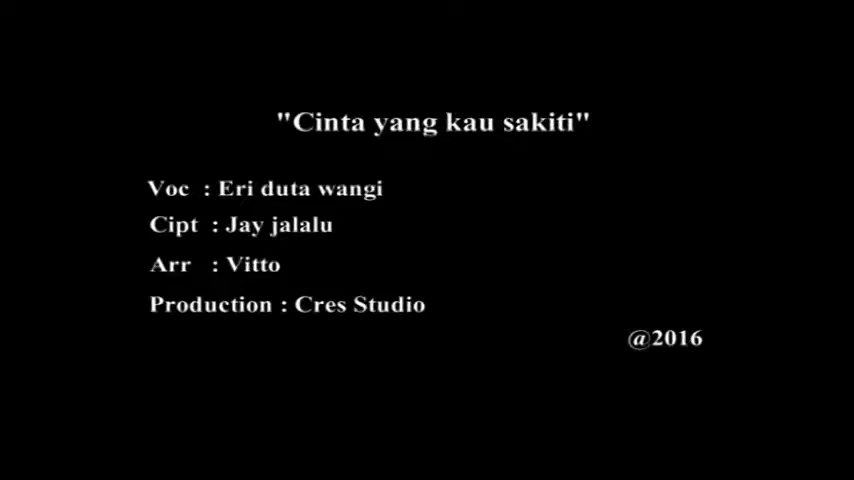 "Cinta yang kau sakiti"
Voc : Eri duta wangi
Cipt : Jay jalalu
Arr : Vitto
Production : Cres Studio
@2016